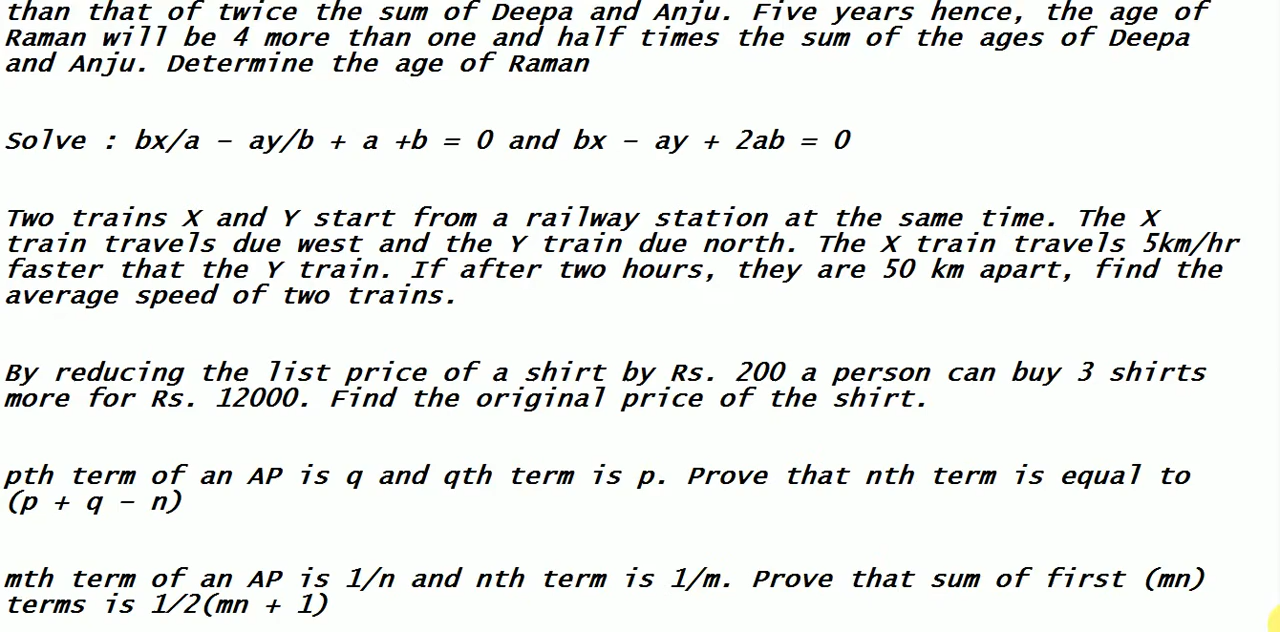 than that of twice the sum of Deepa and Anju. Five years hence, the age of
Raman will be 4 more than one and half times the sum of the ages of Deepa
and Anju. Determine the age of Raman
Solve : bx/a - ay/b + a +b = 0 and bx - ay + 2ab = 0
Two trains X and Y start from a railway station at the same time. The X
train travels due west and the Y train due north. The X train travels 5km/hr
faster that the Y train. If after two hours, they are 50 km apart, find the
average speed of two trains.
By reducing the list price of a shirt by Rs. 200 a person can buy 3 shirts
more for Rs. 12000. Find the original price of the shirt.
pth term of an AP is q and qth term is p. Prove that nth term is equal to
(p + q - n)
mth term of an AP is 1/n and nth term is 1/m. Prove that sum of first (mn)
terms is 1/2(mn + 1)